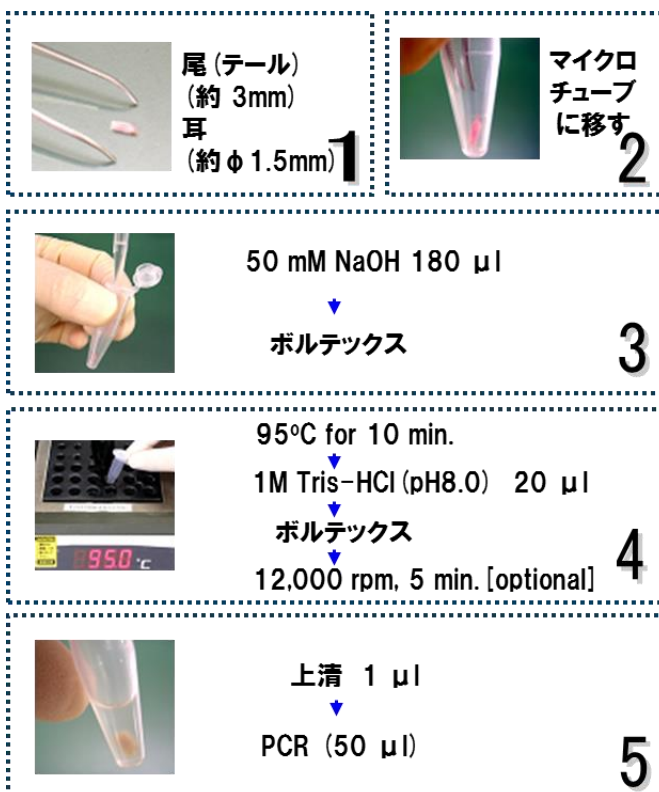 尾(テール)
(約 3mm)
耳
(約φ1.5mm)
1
マイクロ
チューブ
に移す
2
50 mM NaOH 180 μl
ボルテックス
3
95ºC for 10 min.
1M Tris-HCl(pH8.0) 20 μl
ボルテックス
12,000 rpm, 5 min.[optional]
4
95.0 ℃
上清 1 μl
PCR (50 μl)
5